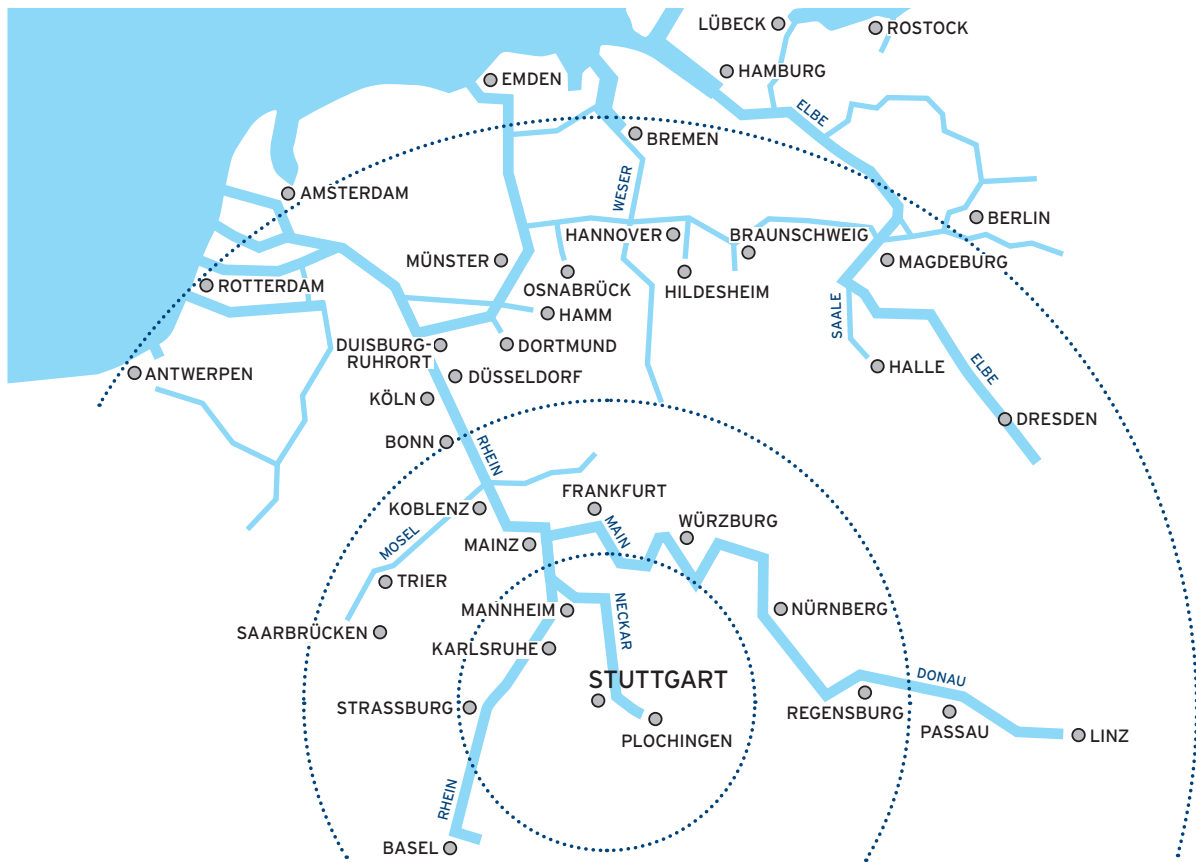 LÜBECK
ROSTOCK
HAMBURG
EMDEN
ELBE
BREMEN
AMSTERDAM
WESER
BERLIN
HANNOVER
BRAUNSCHWEIG
MÜNSTER
MAGDEBURG
ROTTERDAM
OSNABRÜCK
HILDESHEIM
HAMM
SAALE
DUISBURG-
RUHRORT
DORTMUND
ANTWERPEN
DÜSSELDORF
HALLE
ELBE
KÖLN
DRESDEN
BONN
RHEIN
FRANKFURT
KOBLENZ
WÜRZBURG
MAIN
MOSEL
MAINZ
TRIER
MANNHEIM
NECKAR
NÜRNBERG
SAARBRÜCKEN
KARLSRUHE
STUTTGART
DONAU
STRASSBURG
REGENSBURG
PASSAU
LINZ
PLOCHINGEN
RHEIN
BASEL